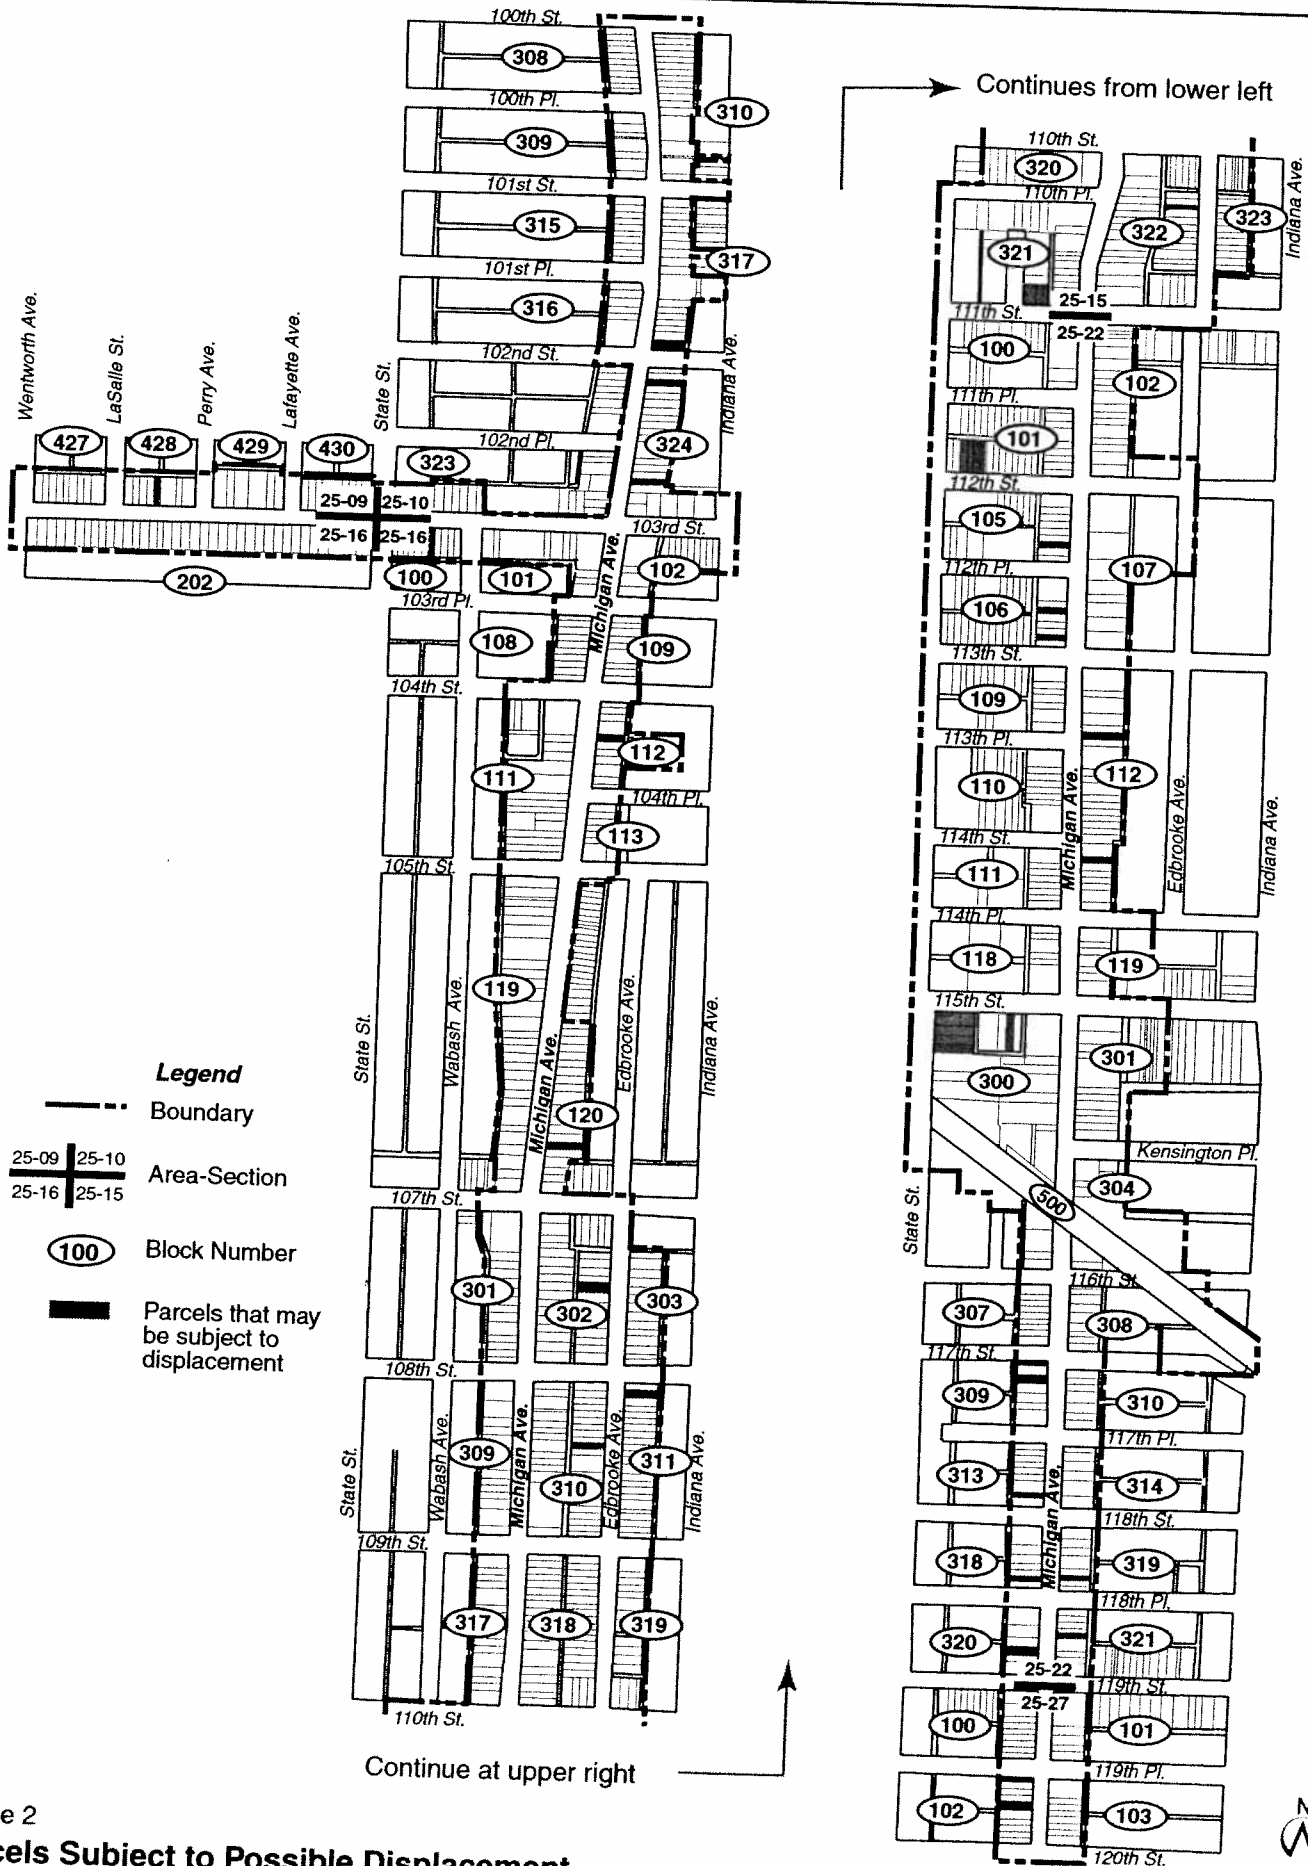 100th St.
308
310
100th Pl.
309
101st St.
315
317
101st Pl.
316
102nd St.
Indiana Ave.
Wentworth Ave.
LaSalle St.
Perry Ave.
Lafayette Ave.
State St.
427
428
429
430
102nd Pl.
323
324
25-09
25-10
25-16
25-16
103rd St.
202
100
101
102
103rd Pl.
Michigan Ave.
108
109
104th St.
111
112
104th Pl.
113
105th St.
119
State St.
Wabash Ave.
Michigan Ave.
Edbrooke Ave.
Indiana Ave.
120
107th St.
301
302
303
108th St.
309
310
311
State St.
Wabash Ave.
Michigan Ave.
Edbrooke Ave.
Indiana Ave.
109th St.
317
318
319
110th St.
Continue at upper right
Legend
Boundary
25-09 25-10
25-16 25-15
Area-Section
100
Block Number
Parcels that may
be subject to
displacement
Continues from lower left
110th St.
320
110th Pl.
321
322
323
Indiana Ave.
25-15
111th St.
25-22
100
102
111th Pl.
101
112th St.
105
107
112th Pl.
106
113th St.
109
113th Pl.
110
112
114th St.
Michigan Ave.
Edbrooke Ave.
Indiana Ave.
111
114th Pl.
118
119
115th St.
300
301
Kensington Pl.
State St.
500
304
116th St.
307
308
117th St.
309
310
117th Pl.
313
314
Michigan Ave.
118th St.
318
319
118th Pl.
320
321
25-22
119th St.
25-27
100
101
119th Pl.
102
103
120th St.
N
e 2
cels Subject to Possible Displacement